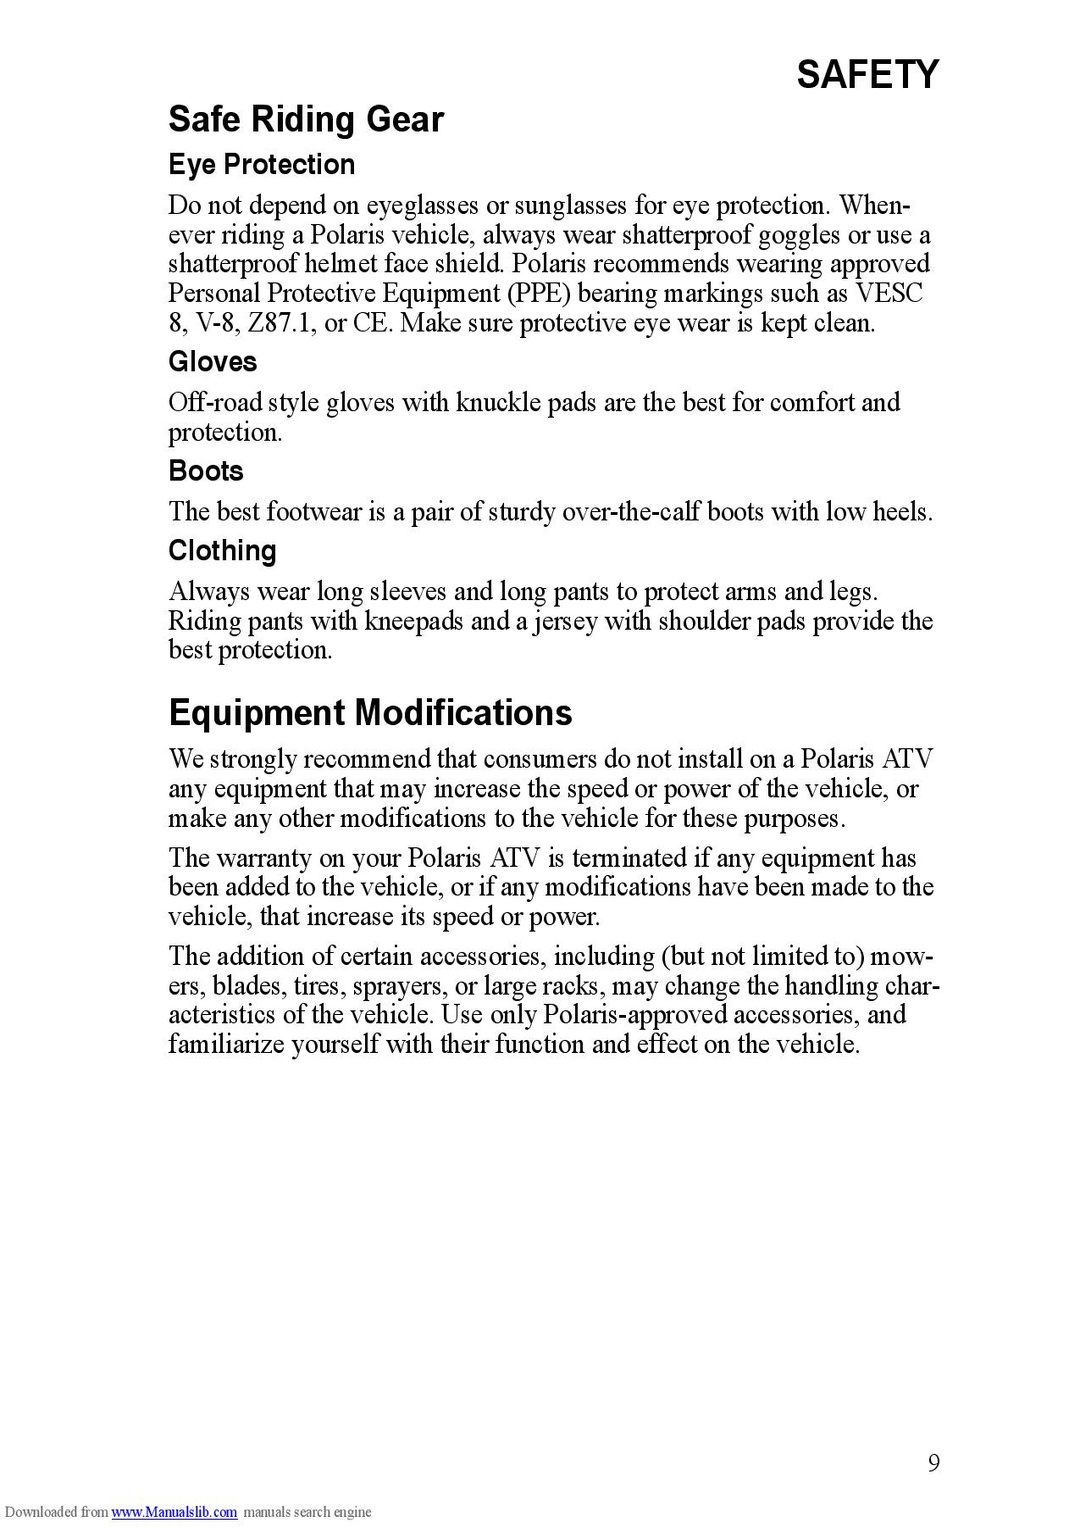 SAFETY
Safe Riding Gear
Eye Protection
Do not depend on eyeglasses or sunglasses for eye protection. When-
ever riding a Polaris vehicle, always wear shatterproof goggles or use a
shatterproof helmet face shield. Polaris recommends wearing approved
Personal Protective Equipment (PPE) bearing markings such as VESC
8, V-8, Z87.1, or CE. Make sure protective eye wear is kept clean.
Gloves
Off-road style gloves with knuckle pads are the best for comfort and
protection.
Boots
The best footwear is a pair of sturdy over-the-calf boots with low heels.
Clothing
Always wear long sleeves and long pants to protect arms and legs.
Riding pants with kneepads and a jersey with shoulder pads provide the
best protection.
Equipment Modifications
We strongly recommend that consumers do not install on a Polaris ATV
any equipment that may increase the speed or power of the vehicle, or
make any other modifications to the vehicle for these purposes.
The warranty on your Polaris ATV is terminated if any equipment has
been added to the vehicle, or if any modifications have been made to the
vehicle, that increase its speed or power.
The addition of certain accessories, including (but not limited to) mow-
ers, blades, tires, sprayers, or large racks, may change the handling char-
acteristics of the vehicle. Use only Polaris-approved accessories, and
familiarize yourself with their function and effect on the vehicle.
9
Downloaded from www.Manualslib.com manuals search engine